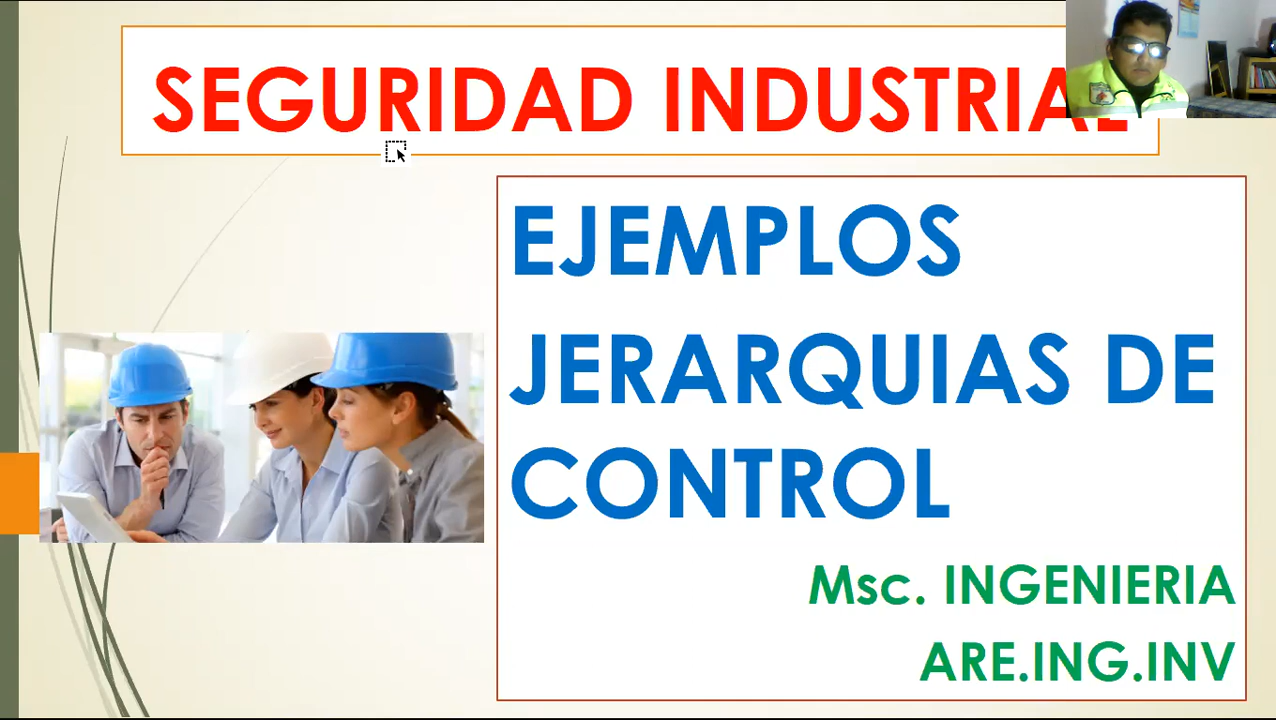 SEGURIDAD INDUSTRIAL
EJEMPLOS
JERARQUIAS DE
CONTROL
Msc. INGENIERIA
ARE.ING.INV